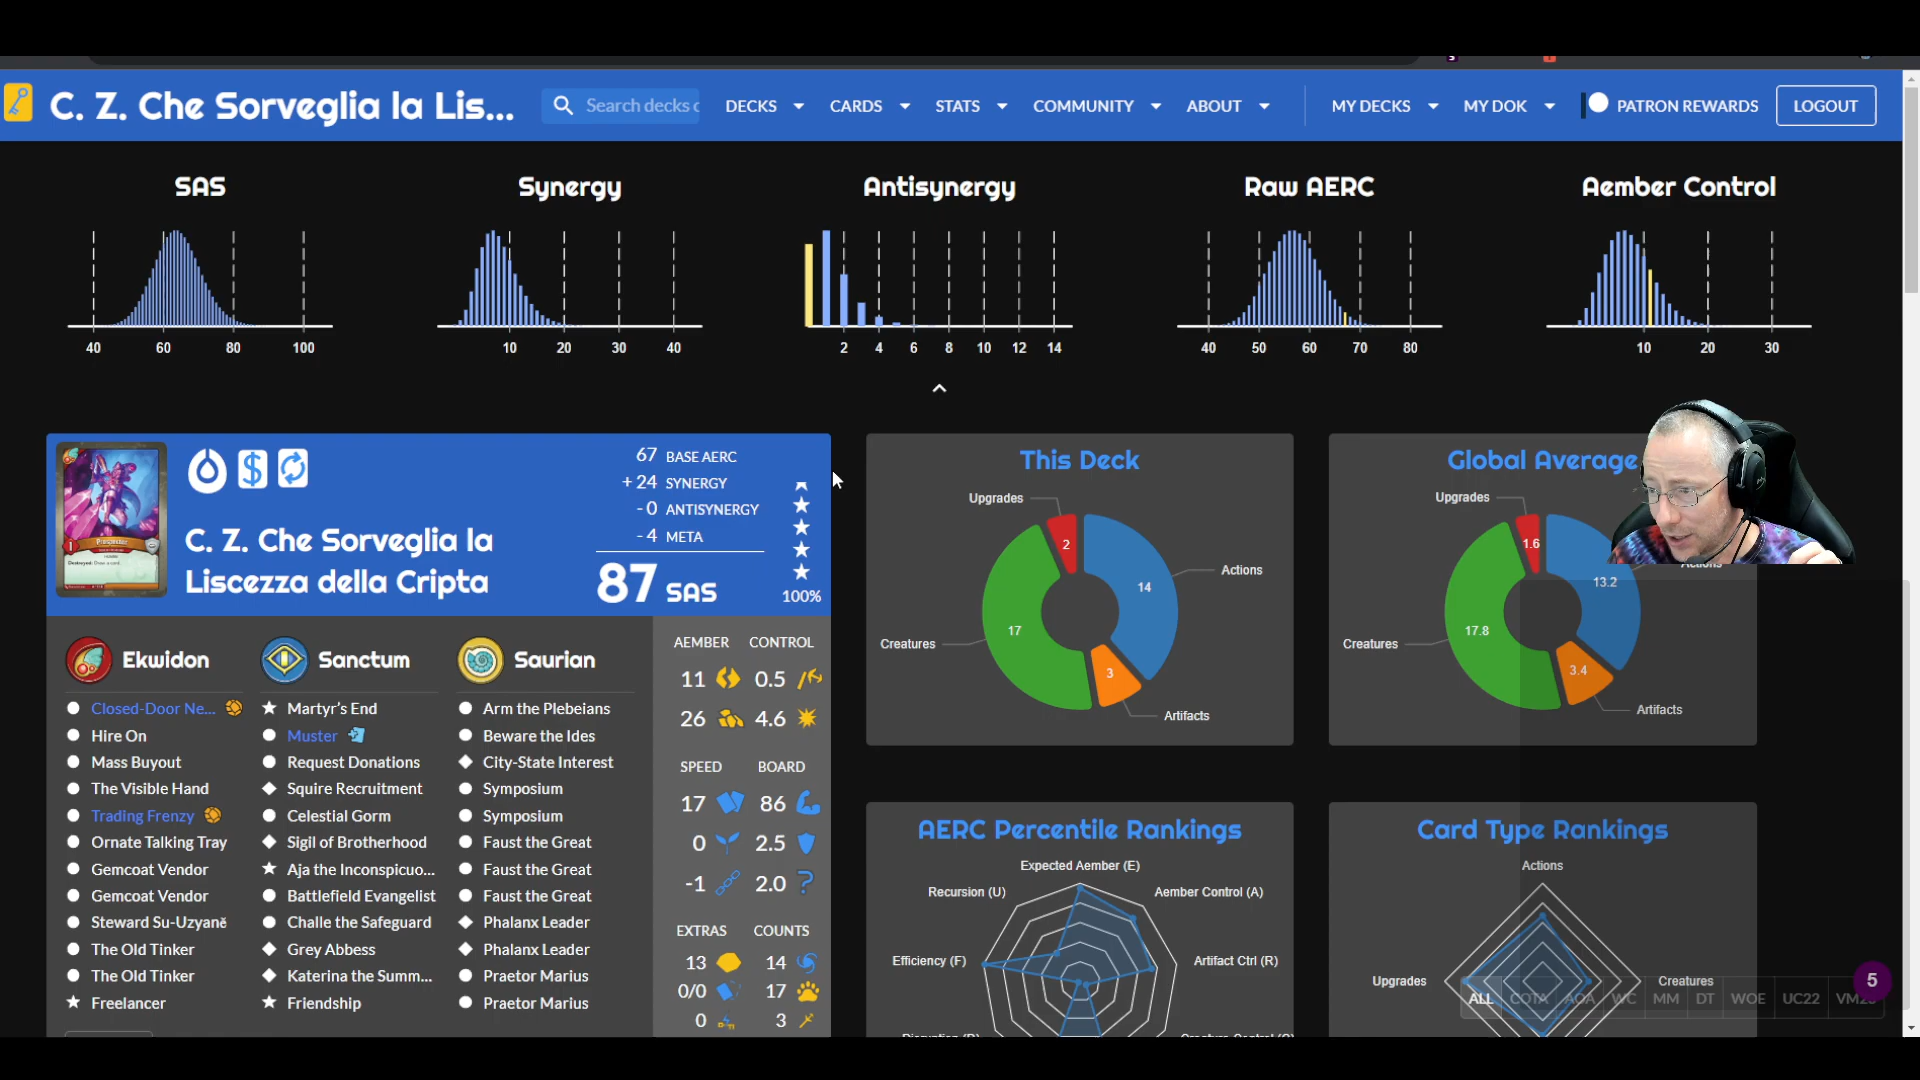 C. Z. Che Sorveglia la Lis...
Search decks c
DECKS
CARDS
STATS
COMMUNITY
ABOUT
MY DECKS
MY DOK
PATRON REWARDS
LOGOUT
SAS
Synergy
Antisynergy
Raw AERC
Aember Control
40 60 80 100
10 20 30 40
2 4 6 8 10 12 14
40 50 60 70 80
10 20 30
67 BASE AERC
+ 24 SYNERGY
- 0 ANTISYNERGY
- 4 META
87 SAS
100%
C. Z. Che Sorveglia la
Liscezza della Cripta
Ekwidon
Closed-Door Ne...
Hire On
Mass Buyout
The Visible Hand
Trading Frenzy
Ornate Talking Tray
Gemcoat Vendor
Gemcoat Vendor
Steward Su-Uzyanĕ
The Old Tinker
The Old Tinker
Freelancer
Sanctum
Martyr's End
Muster
Request Donations
Squire Recruitment
Celestial Gorm
Sigil of Brotherhood
Aja the Inconspicuo...
Battlefield Evangelist
Challe the Safeguard
Grey Abbess
Katerina the Summ...
Friendship
Saurian
Arm the Plebeians
Beware the Ides
City-State Interest
Symposium
Symposium
Faust the Great
Faust the Great
Faust the Great
Phalanx Leader
Phalanx Leader
Praetor Marius
Praetor Marius
AEMBER CONTROL
11 0.5
26 4.6
SPEED BOARD
17 86
0 2.5
-1 2.0
EXTRAS COUNTS
13 14
0/0 17
0 3
This Deck
Upgrades
2
Actions
14
Creatures
17
3
Artifacts
Global Average
Upgrades
1.6
13.2
Creatures
17.8
3.4
Artifacts
AERC Percentile Rankings
Expected Aember (E)
Recursion (U)
Aember Control (A)
Efficiency (F)
Artifact Ctrl (R)
Card Type Rankings
Actions
Upgrades
Creatures
ALL COTA AOA WC MM DT WOE UC22
5